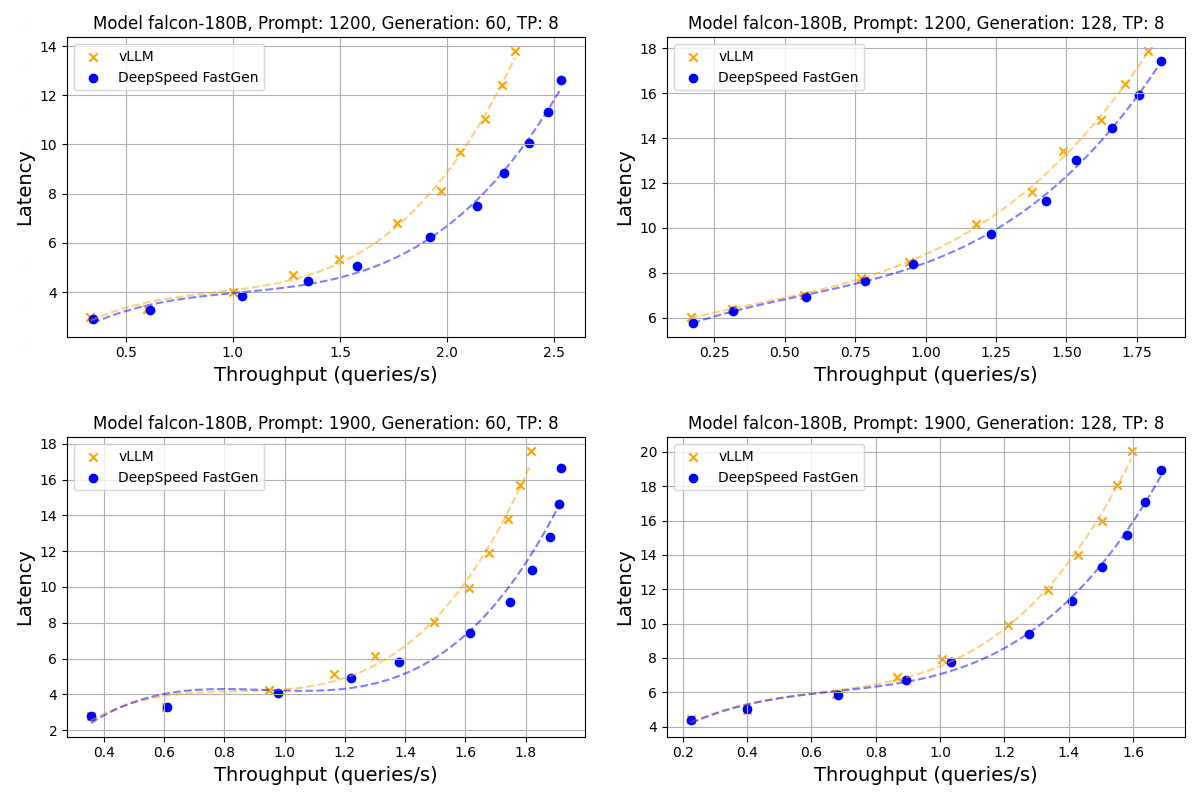 Model falcon-180B, Prompt: 1200, Generation: 60, TP: 8
vLLM
DeepSpeed FastGen
Latency
14
12
10
8
6
4
0.5 1.0 1.5 2.0 2.5
Throughput (queries/s)
Model falcon-180B, Prompt: 1200, Generation: 128, TP: 8
vLLM
DeepSpeed FastGen
Latency
18
16
14
12
10
8
6
0.25 0.50 0.75 1.00 1.25 1.50 1.75
Throughput (queries/s)
Model falcon-180B, Prompt: 1900, Generation: 60, TP: 8
vLLM
DeepSpeed FastGen
Latency
18
16
14
12
10
8
6
4
2
0.4 0.6 0.8 1.0 1.2 1.4 1.6 1.8
Throughput (queries/s)
Model falcon-180B, Prompt: 1900, Generation: 128, TP: 8
vLLM
DeepSpeed FastGen
Latency
20
18
16
14
12
10
8
6
4
0.2 0.4 0.6 0.8 1.0 1.2 1.4 1.6
Throughput (queries/s)